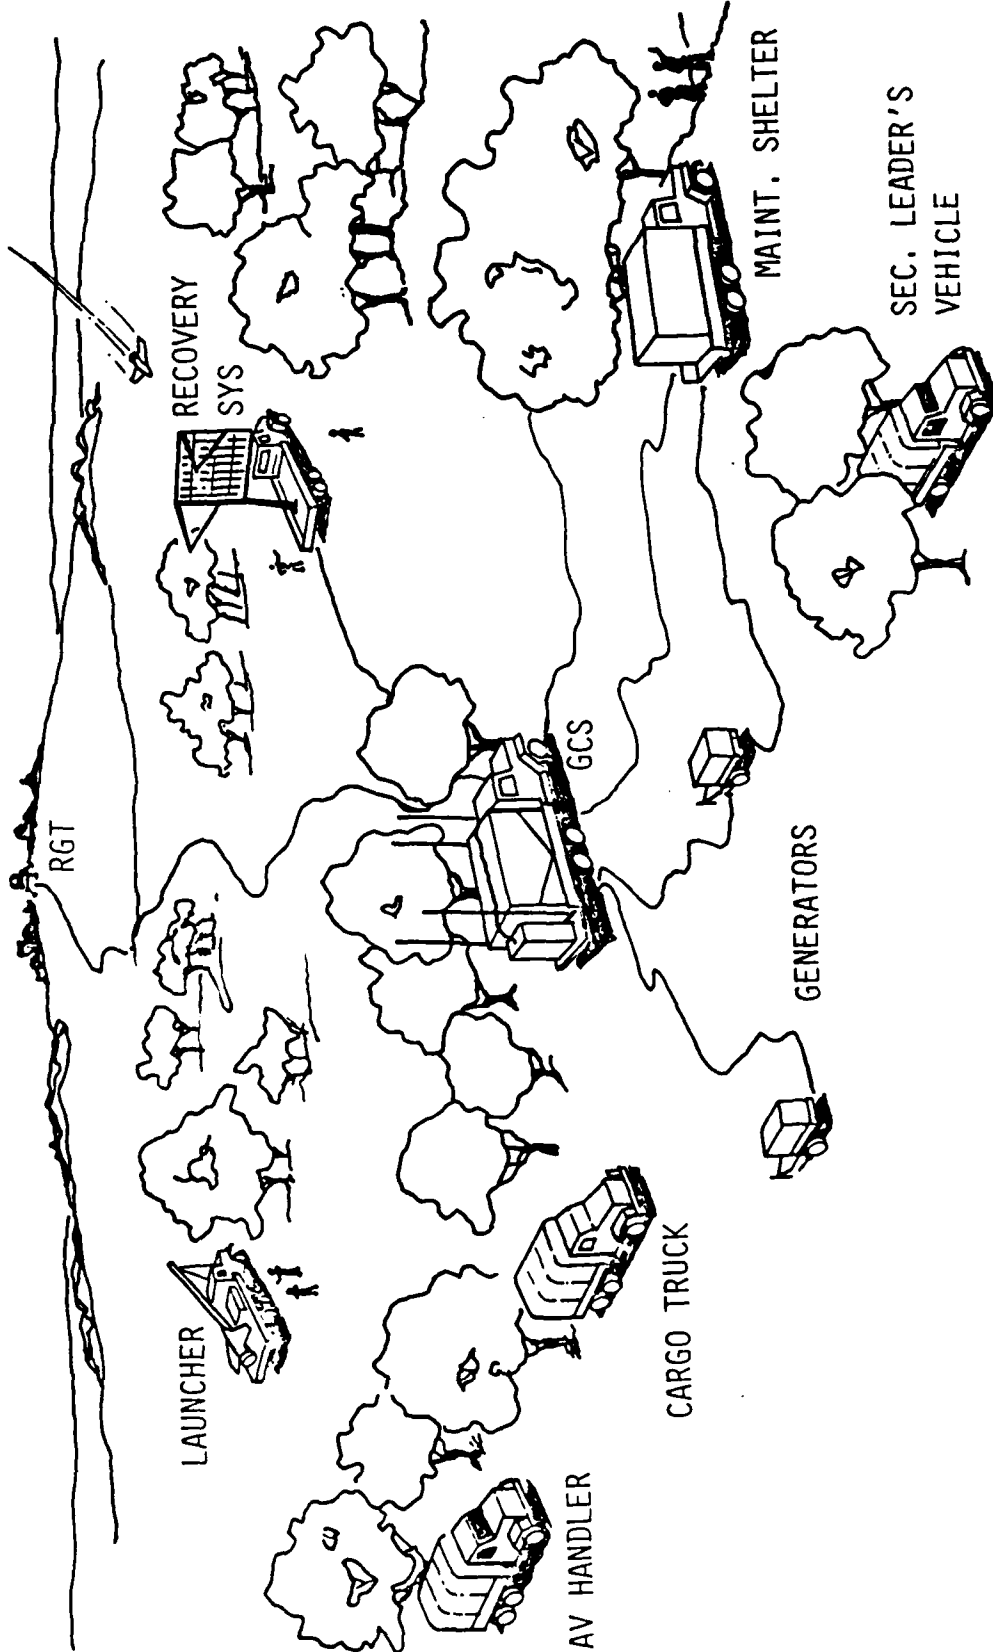 RGT
RECOVERY
SYS
LAUNCHER
GCS
AV HANDLER
CARGO TRUCK
MAINT. SHELTER
GENERATORS
SEC. LEADER'S
VEHICLE